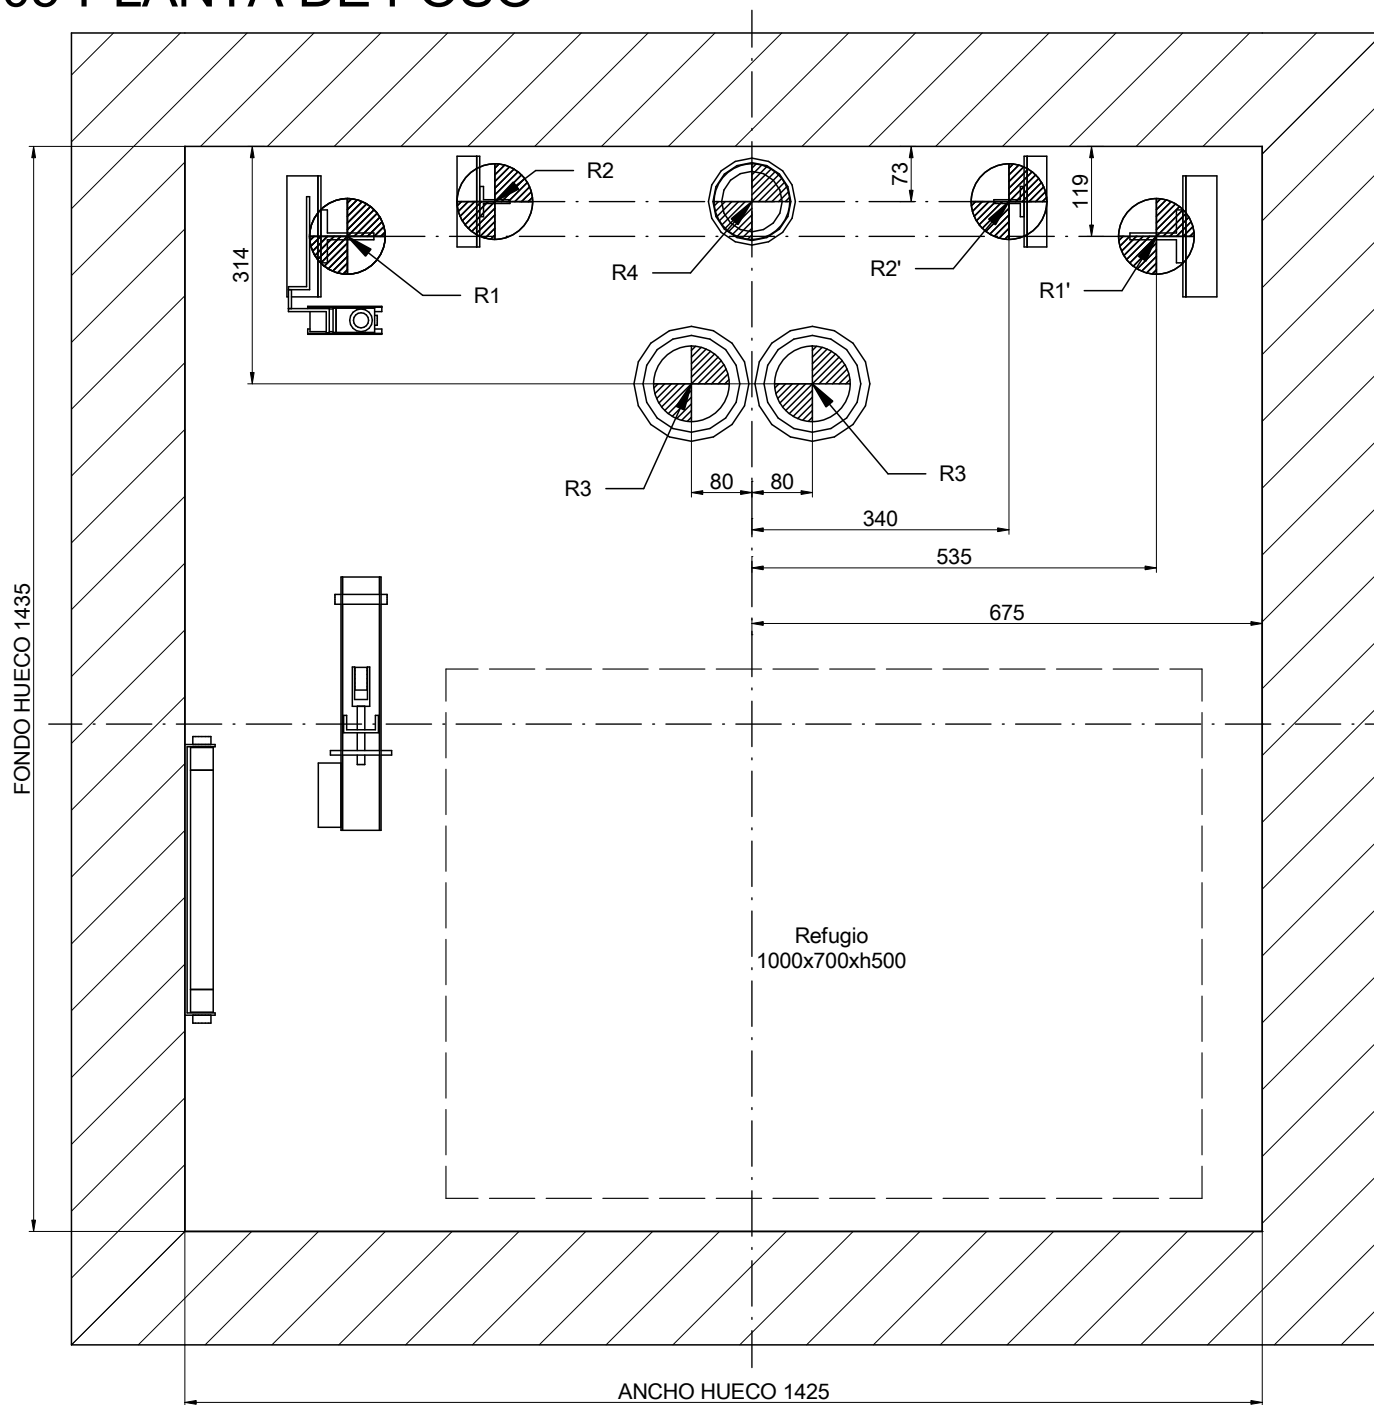 PLANTA DE FOSO
R2
73
119
314
R4
R2'
R1
R1'
R3
80
80
R3
340
535
675
FONDO HUECO 1435
Refugio
1000x700xh500
ANCHO HUECO 1425